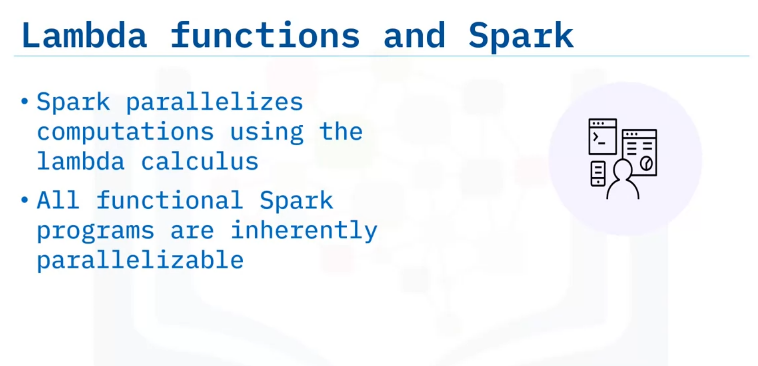 Lambda functions and Spark
• Spark parallelizes
computations using the
lambda calculus
• All functional Spark
programs are inherently
parallelizable